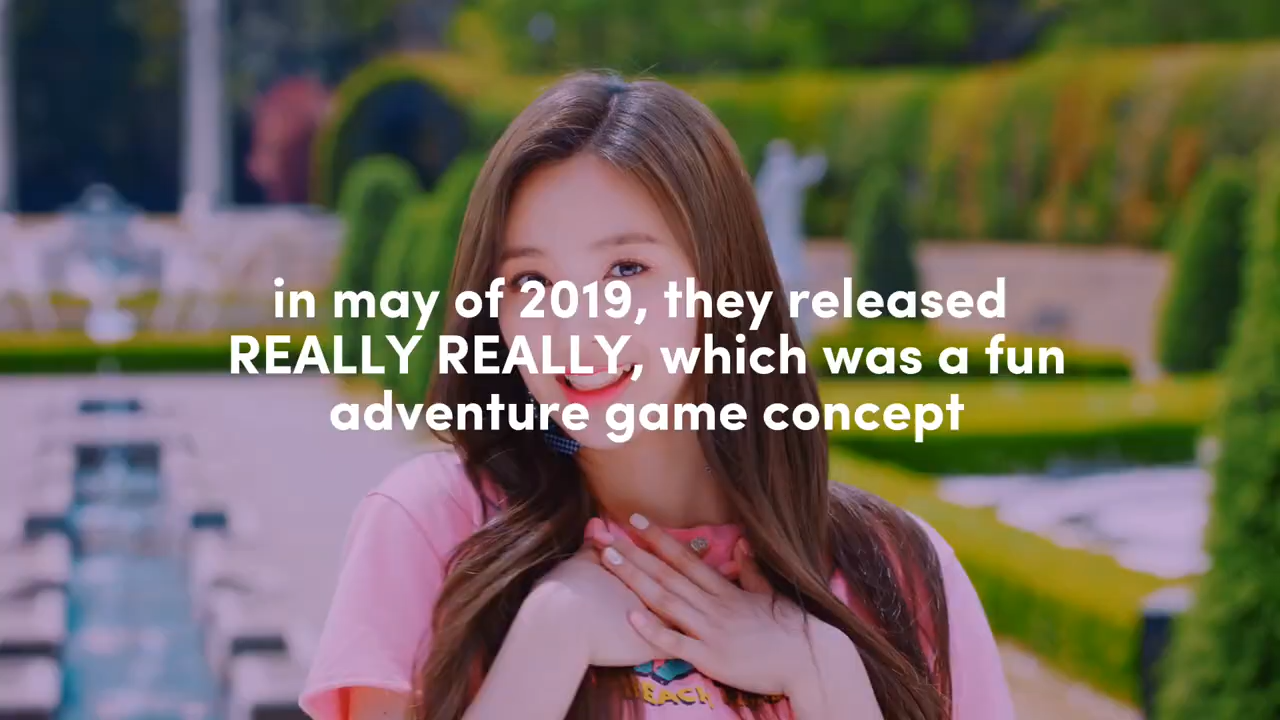 in may of 2019, they released
REALLY REALLY, which was a fun
adventure game concept